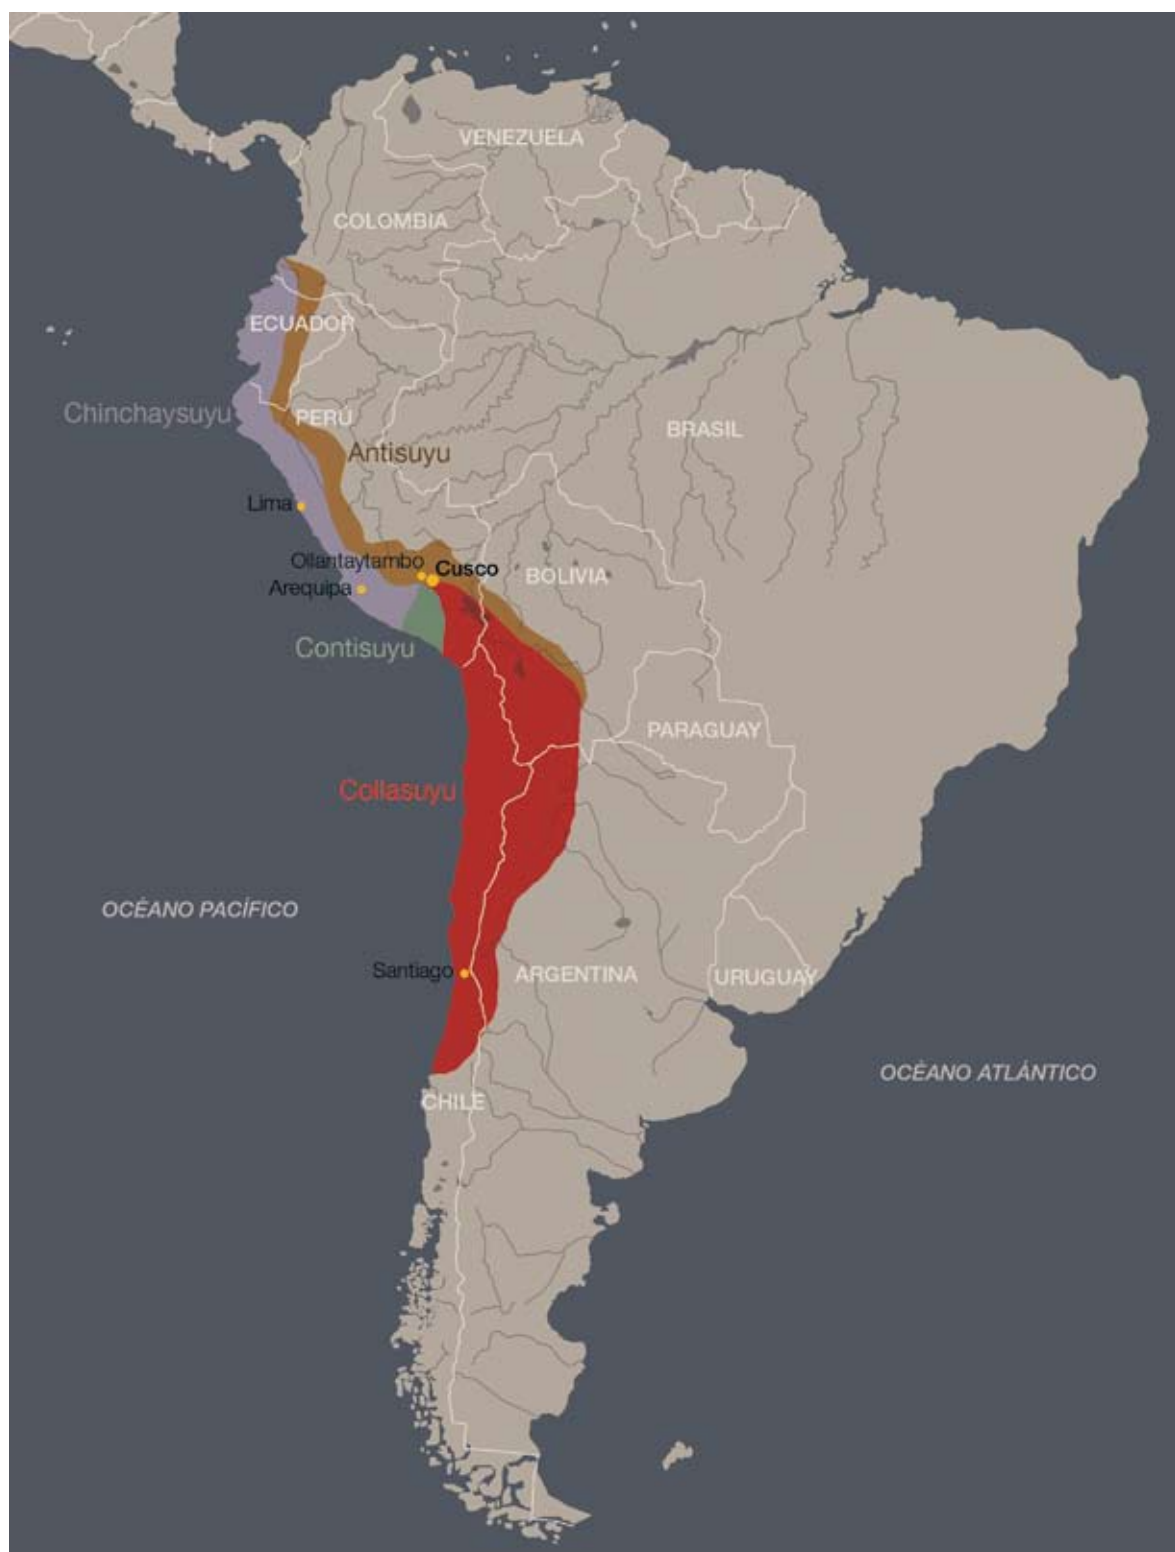 VENEZUELA
COLOMBIA
ECUADOR
Chinchaysuyu
PERÚ
BRASIL
Antisuyu
Lima
Ollantaytambo
Cusco
BOLIVIA
Arequipa
Contisuyu
PARAGUAY
Collasuyu
OCÉANO PACÍFICO
Santiago
ARGENTINA
URUGUAY
OCÈANO ATLÁNTICO
CHILE